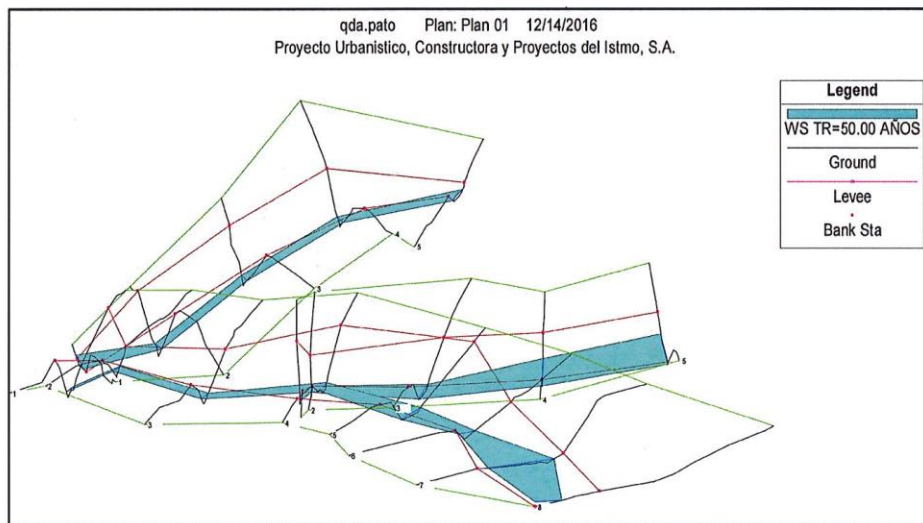 qda.pato Plan: Plan 01 12/14/2016
Proyecto Urbanistico, Constructora y Proyectos del Istmo, S.A.
Legend
WS TR=50.00 AÑOS
Ground
Levee
Bank Sta
4
5
3
5
1
2
1
2
2
3
4
3
4
5
6
7
8